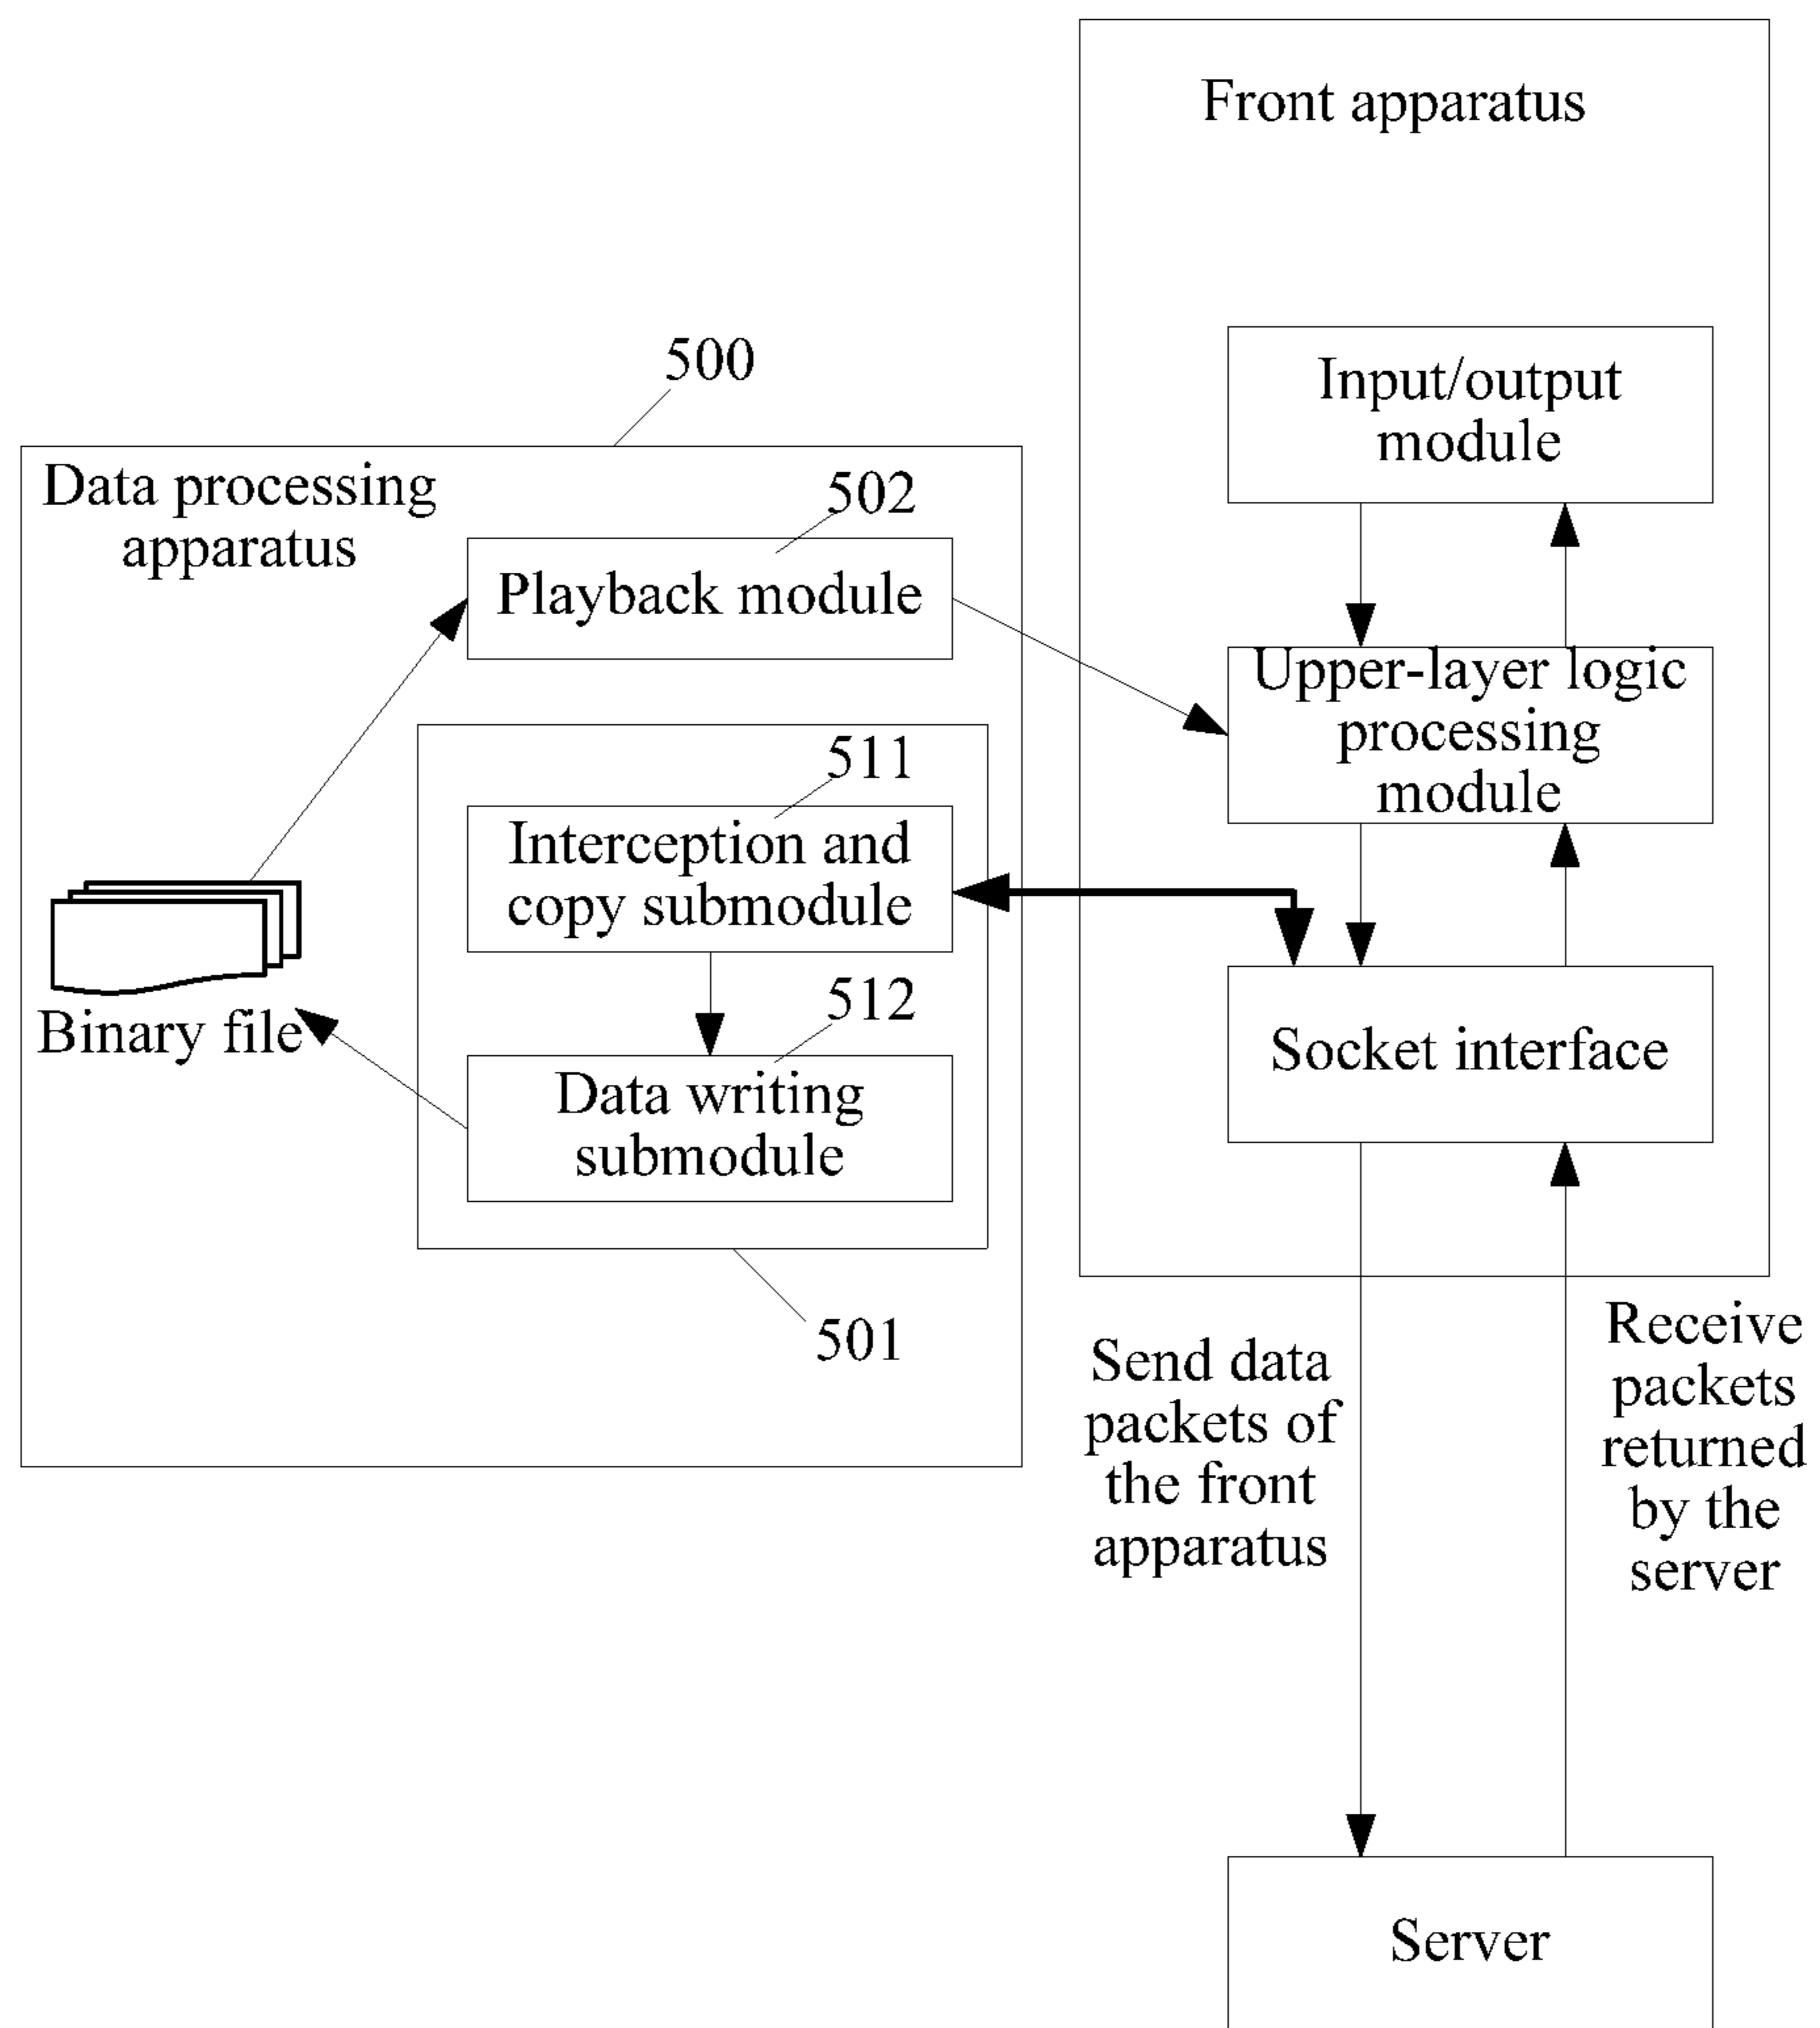 Front apparatus
Input/output
module
500
Data processing
apparatus
502
Playback module
Upper-layer logic
processing
module
511
Interception and
copy submodule
512
Binary file
Data writing
submodule
Socket interface
501
Send data
packets of
the front
apparatus
Receive
packets
returned
by the
server
Server